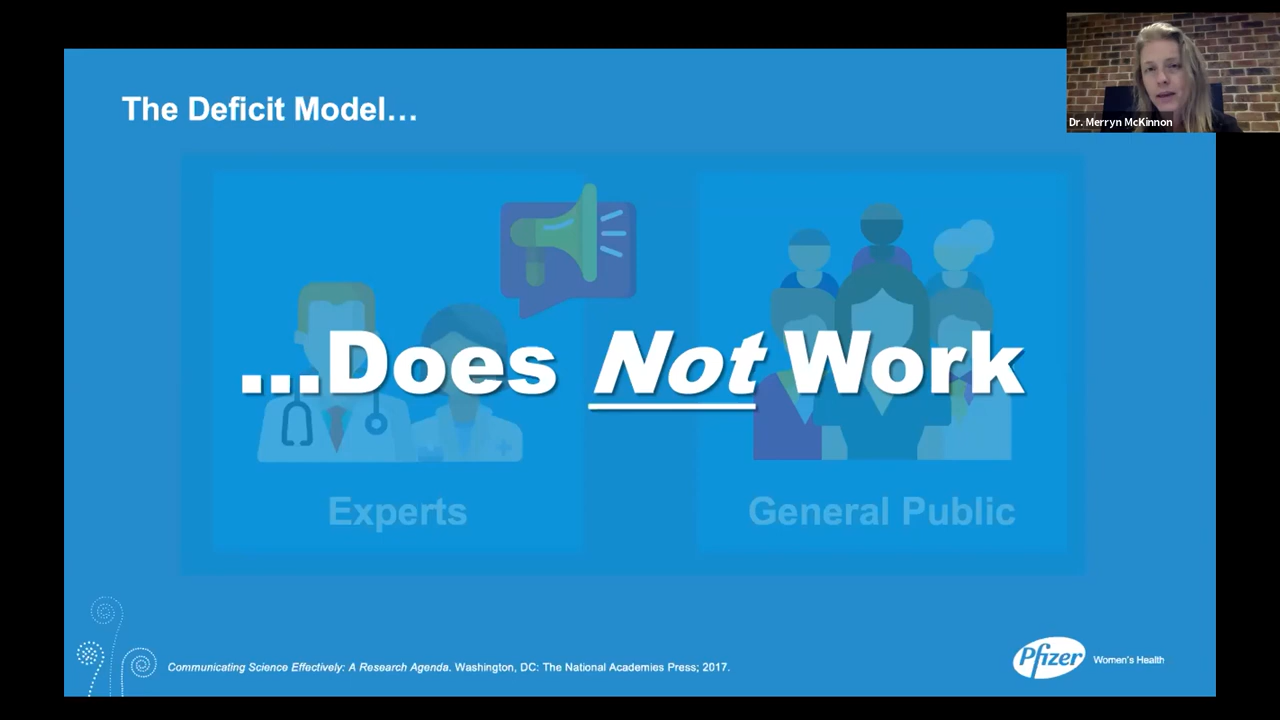 The Deficit Model…
Dr. Merryn McKinnon
...Does Not Work
Experts
General Public
Communicating Science Effectively: A Research Agenda. Washington, DC: The National Academies Press; 2017.
Pfizer
Women's Health